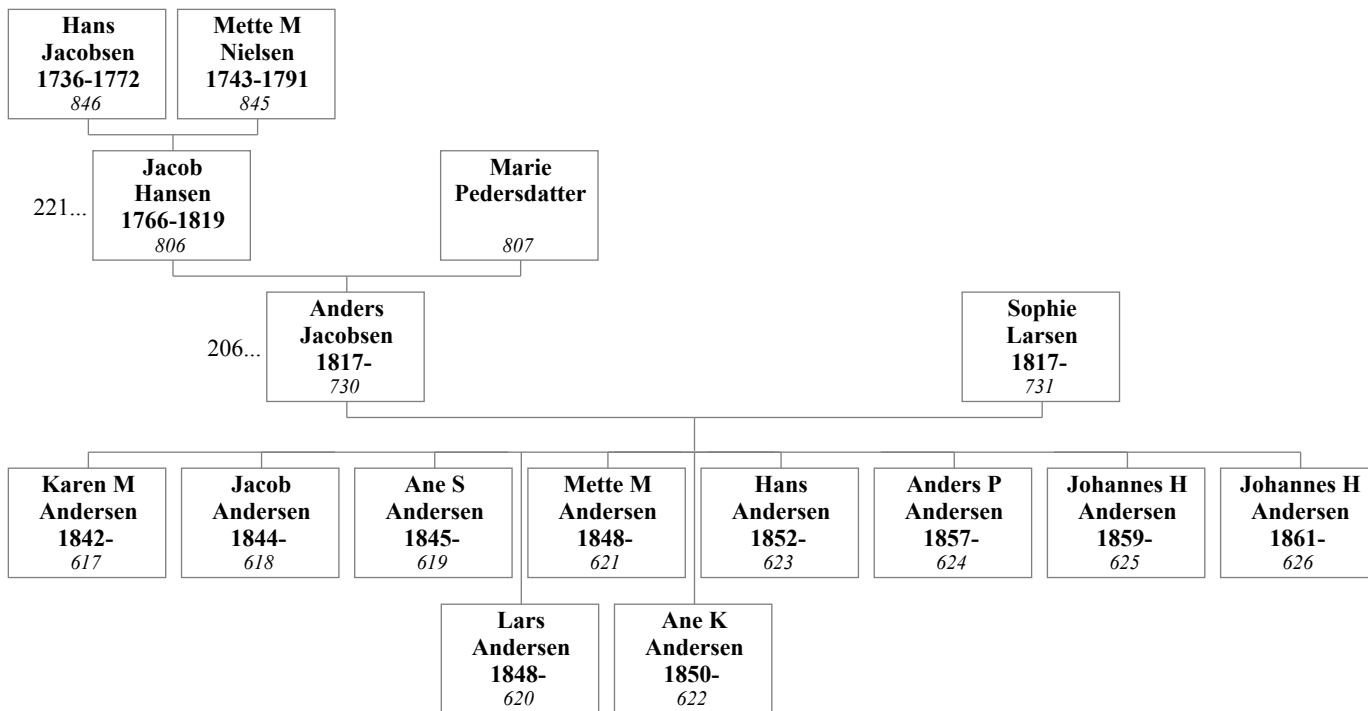 Hans
Jacobsen
1736-1772
846
Mette M
Nielsen
1743-1791
845
221...
Jacob
Hansen
1766-1819
806
Marie
Pedersdatter
807
206...
Anders
Jacobsen
1817-
730
Sophie
Larsen
1817-
731
Karen M
Andersen
1842-
617
Jacob
Andersen
1844-
618
Ane S
Andersen
1845-
619
Mette M
Andersen
1848-
621
Hans
Andersen
1852-
623
Anders P
Andersen
1857-
624
Johannes H
Andersen
1859-
625
Johannes H
Andersen
1861-
626
Lars
Andersen
1848-
620
Ane K
Andersen
1850-
622